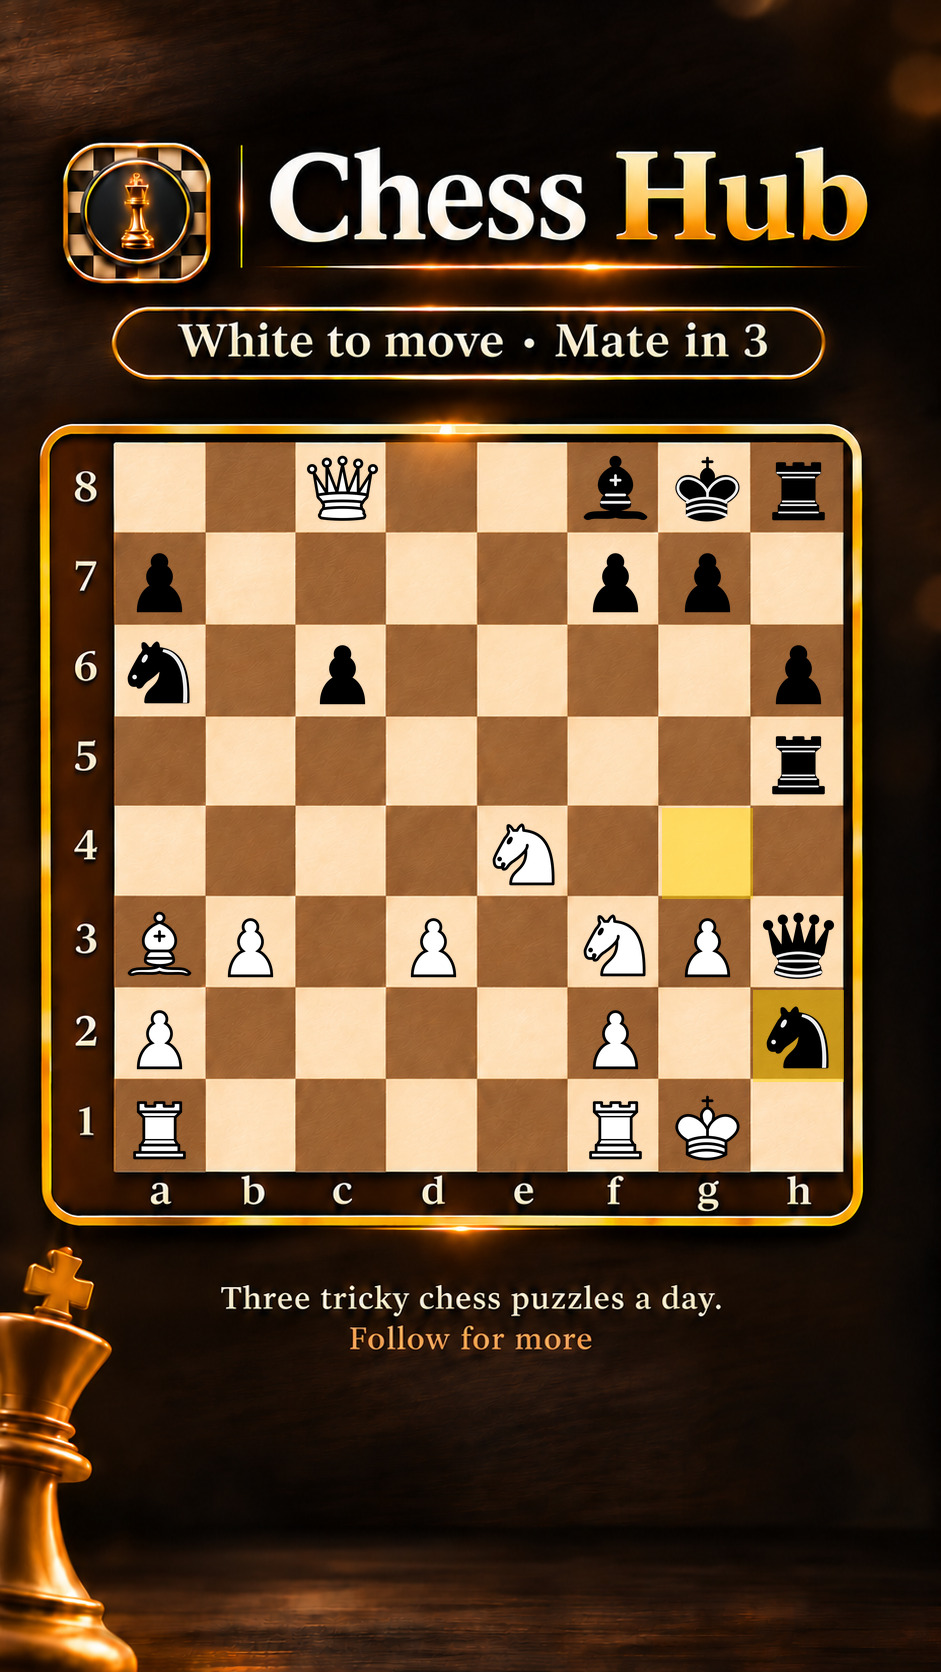 Chess Hub
White to move • Mate in 3
8
7
6
5
4
3
2
1
a b c d e f g h
Three tricky chess puzzles a day.
Follow for more